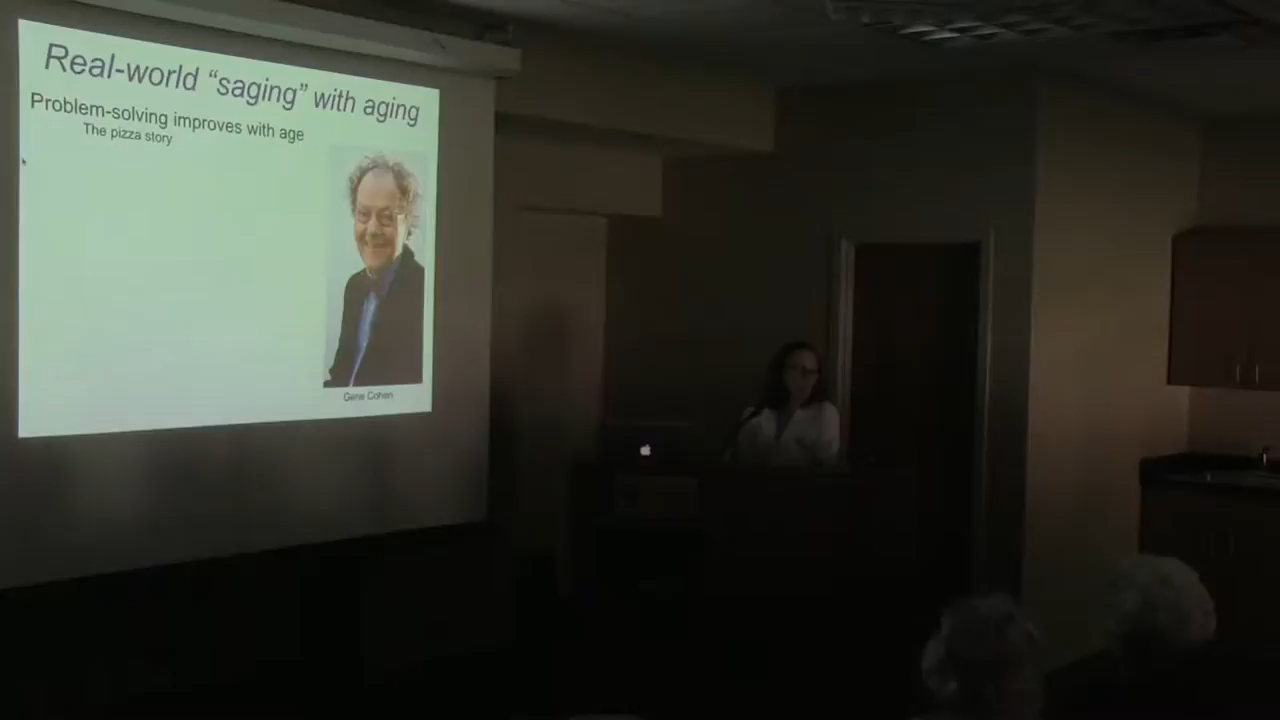 Real-world “saging” with aging
Problem-solving improves with age
The pizza story
Gene Cohen